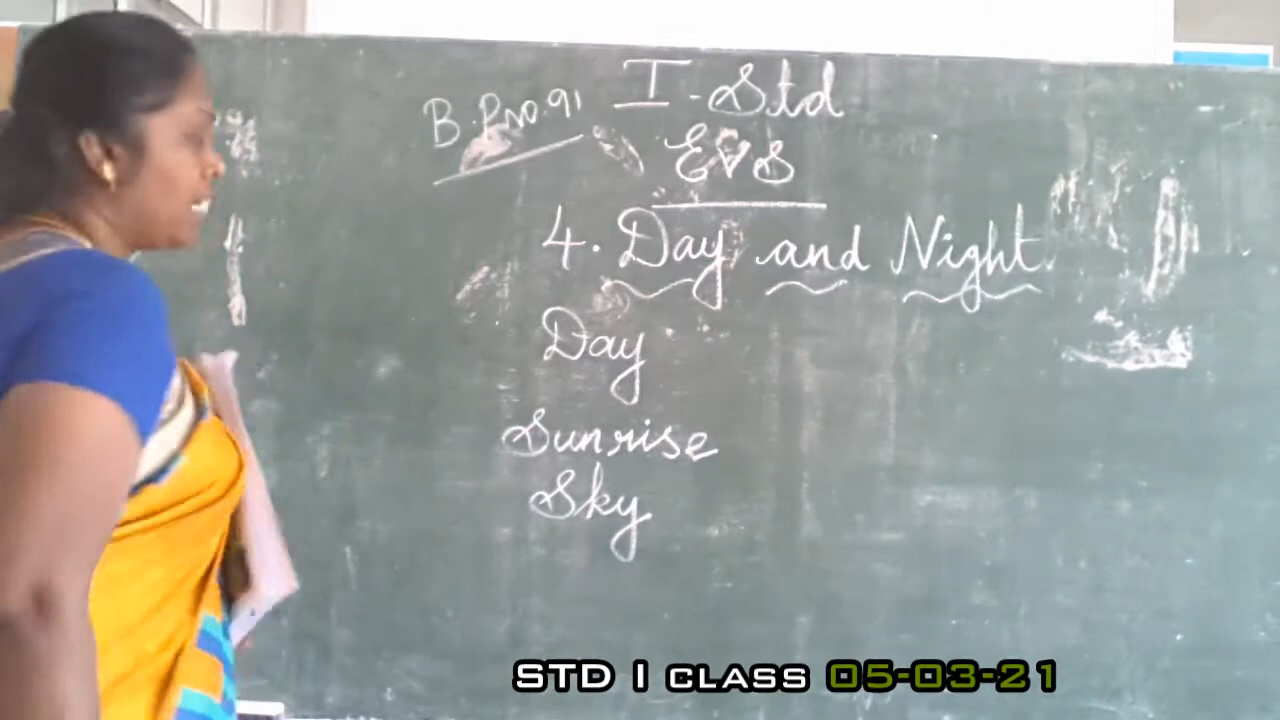 I - Std
B. P.No. 91
EVS
4. Day and Night
Day
Sunrise
Sky
STD I CLASS 05-03-21